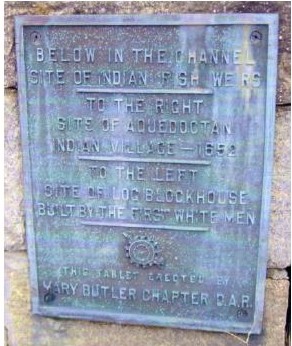 BELOW IN THE CHANNEL
SITE OF INDIAN FISH WEIRS
TO THE RIGHT
SITE OF AQUEDOCTAN
INDIAN VILLAGE – 1652
TO THE LEFT
SITE OF LOG BLOCKHOUSE
BUILT BY THE FIRST WHITE MEN
THIS TABLET ERECTED BY
MARY BUTLER CHAPTER D.A.R.